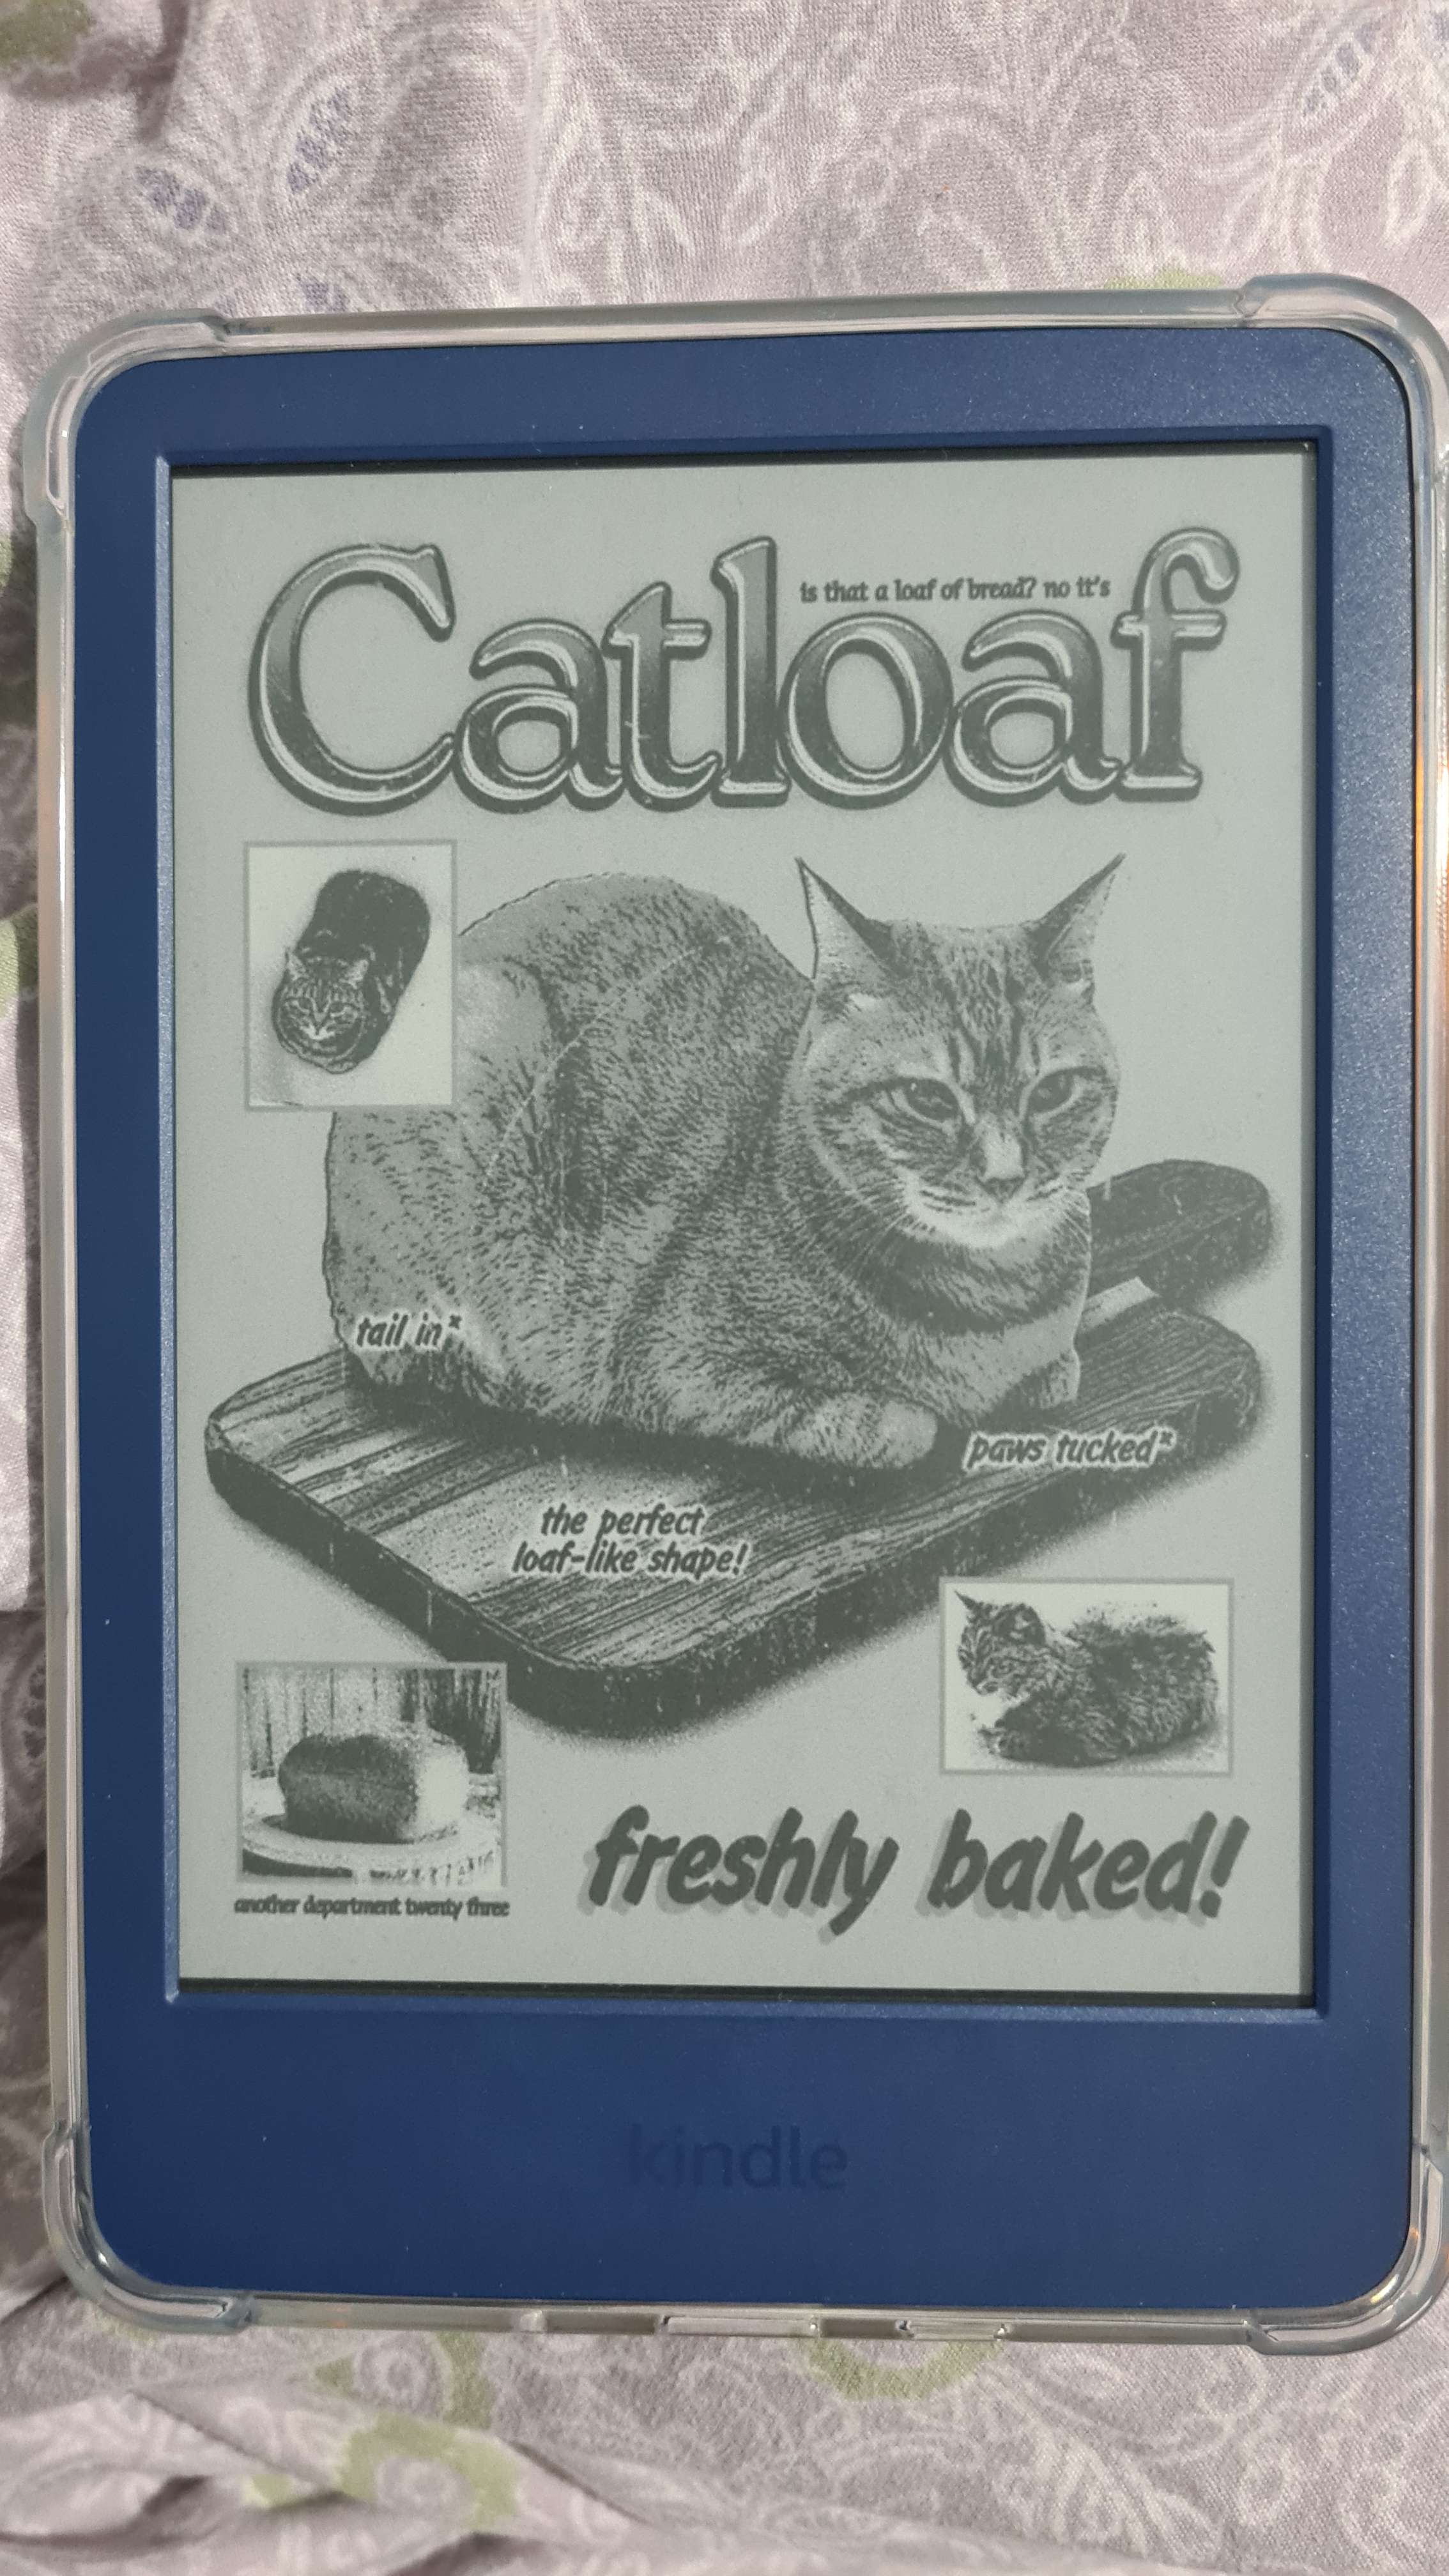 is that a loaf of bread? no it's
Catloaf
tail in*
paws tucked*
the perfect
loaf-like shape!
freshly baked!
another department twenty three
kindle